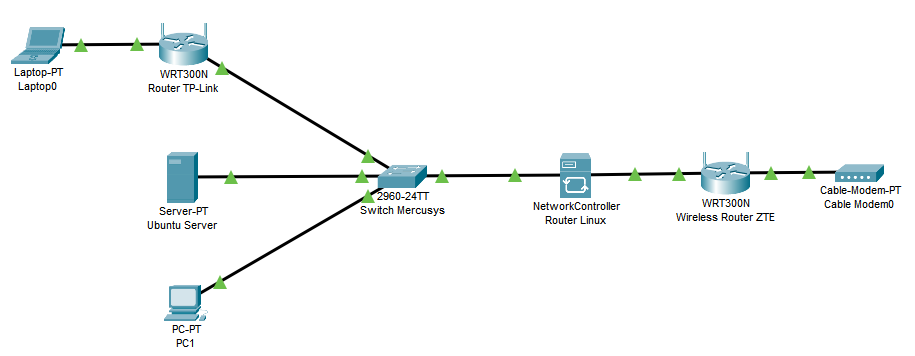 Laptop-PT
Laptop0
WRT300N
Router TP-Link
Server-PT
Ubuntu Server
PC-PT
PC1
2960-24TT
Switch Mercusys
NetworkController
Router Linux
WRT300N
Wireless Router ZTE
Cable-Modem-PT
Cable Modem0